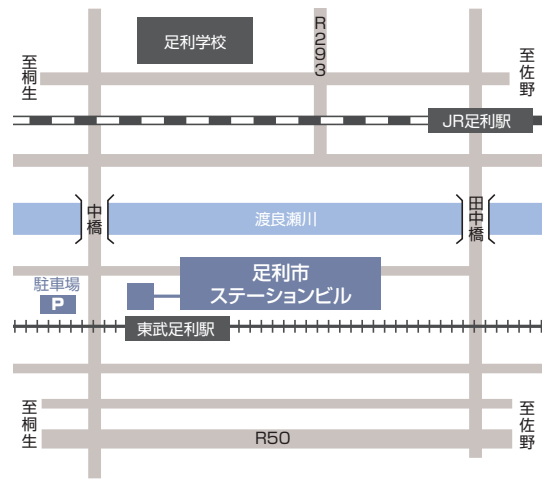 足利学校
R293
至桐生
至佐野
JR足利駅
中橋
渡良瀬川
田中橋
足利市
ステーションビル
駐車場
P
東武足利駅
至桐生
至佐野
R50